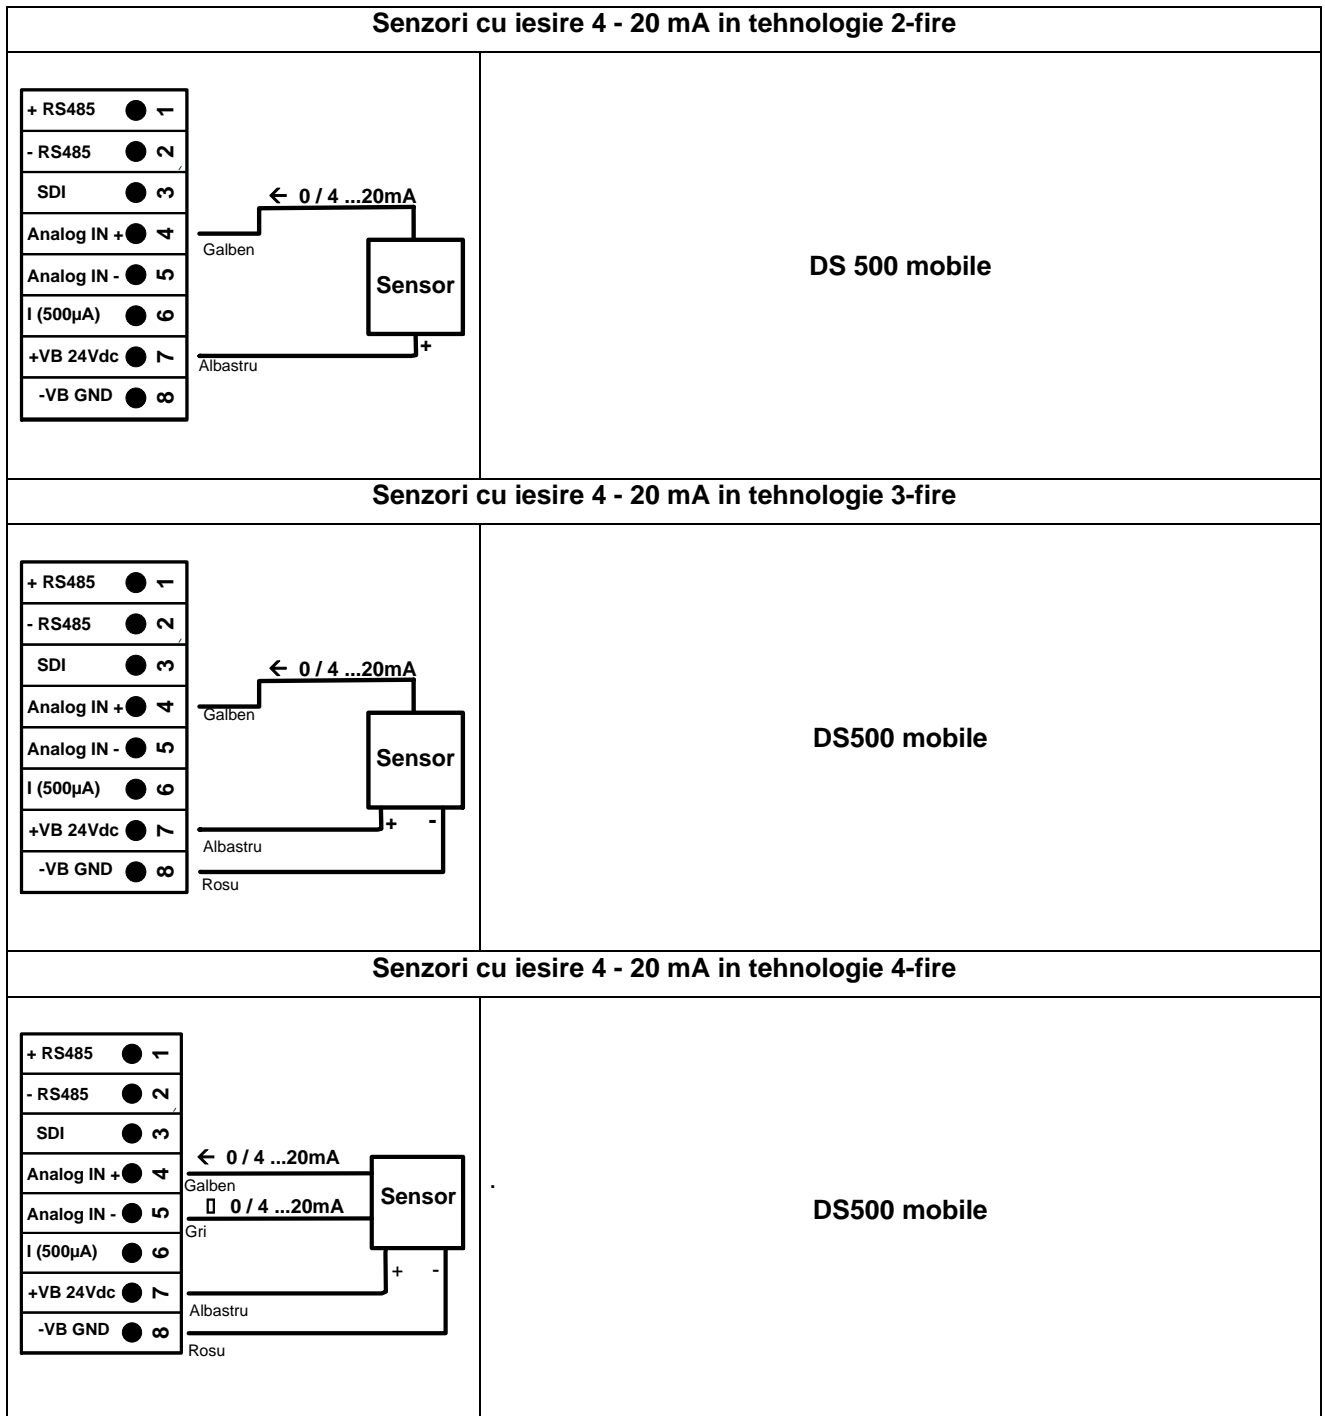 Senzori cu iesire 4 - 20 mA in tehnologie 2-fire
+ RS485 1
- RS485 2
SDI 3
← 0 / 4 ...20mA
Analog IN + 4
Galben
Analog IN - 5
Sensor
DS 500 mobile
I (500µA) 6
+VB 24Vdc 7
+
Albastru
-VB GND 8
Senzori cu iesire 4 - 20 mA in tehnologie 3-fire
+ RS485 1
- RS485 2
SDI 3
← 0 / 4 ...20mA
Analog IN + 4
Galben
Analog IN - 5
Sensor
DS500 mobile
I (500µA) 6
+VB 24Vdc 7
+ -
Albastru
-VB GND 8
Rosu
Senzori cu iesire 4 - 20 mA in tehnologie 4-fire
+ RS485 1
- RS485 2
SDI 3
← 0 / 4 ...20mA
Analog IN + 4
Galben
Sensor
.
▯ 0 / 4 ...20mA
Analog IN - 5
Gri
DS500 mobile
I (500µA) 6
+ -
+VB 24Vdc 7
Albastru
-VB GND 8
Rosu